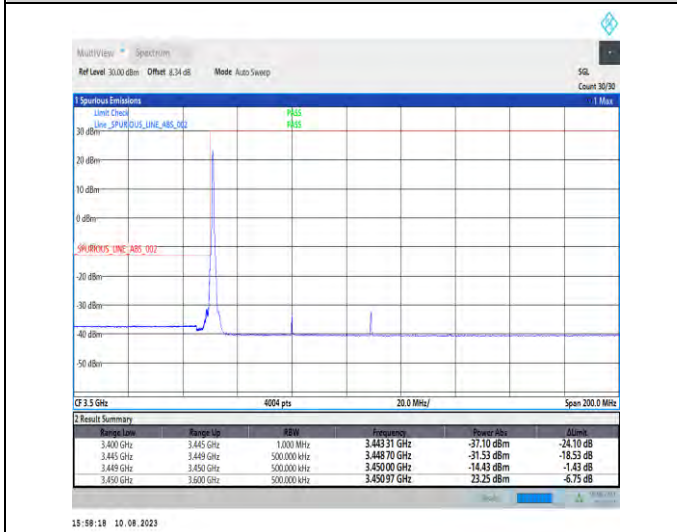 MultiView Spectrum
Ref Level 30.00 dBm Offset 8.34 dB Mode Auto Sweep SGL
Count 30/30
1 Spurious Emissions 1 Max
Limit Check PASS
Line _SPURIOUS_LINE_ABS_002 PASS
30 dBm
20 dBm
10 dBm
0 dBm
_SPURIOUS_LINE_ABS_002
-20 dBm
-30 dBm
-40 dBm
-50 dBm
CF 3.5 GHz 4004 pts 20.0 MHz/ Span 200.0 MHz
2 Result Summary
Range Low Range Up RBW Frequency Power Abs ΔLimit
3.400 GHz 3.445 GHz 1.000 MHz 3.443 31 GHz -37.10 dBm -24.10 dB
3.445 GHz 3.449 GHz 500.000 kHz 3.448 70 GHz -31.53 dBm -18.53 dB
3.449 GHz 3.450 GHz 500.000 kHz 3.450 00 GHz -14.43 dBm -1.43 dB
3.450 GHz 3.600 GHz 500.000 kHz 3.450 97 GHz 23.25 dBm -6.75 dB
15:58:18 10.08.2023